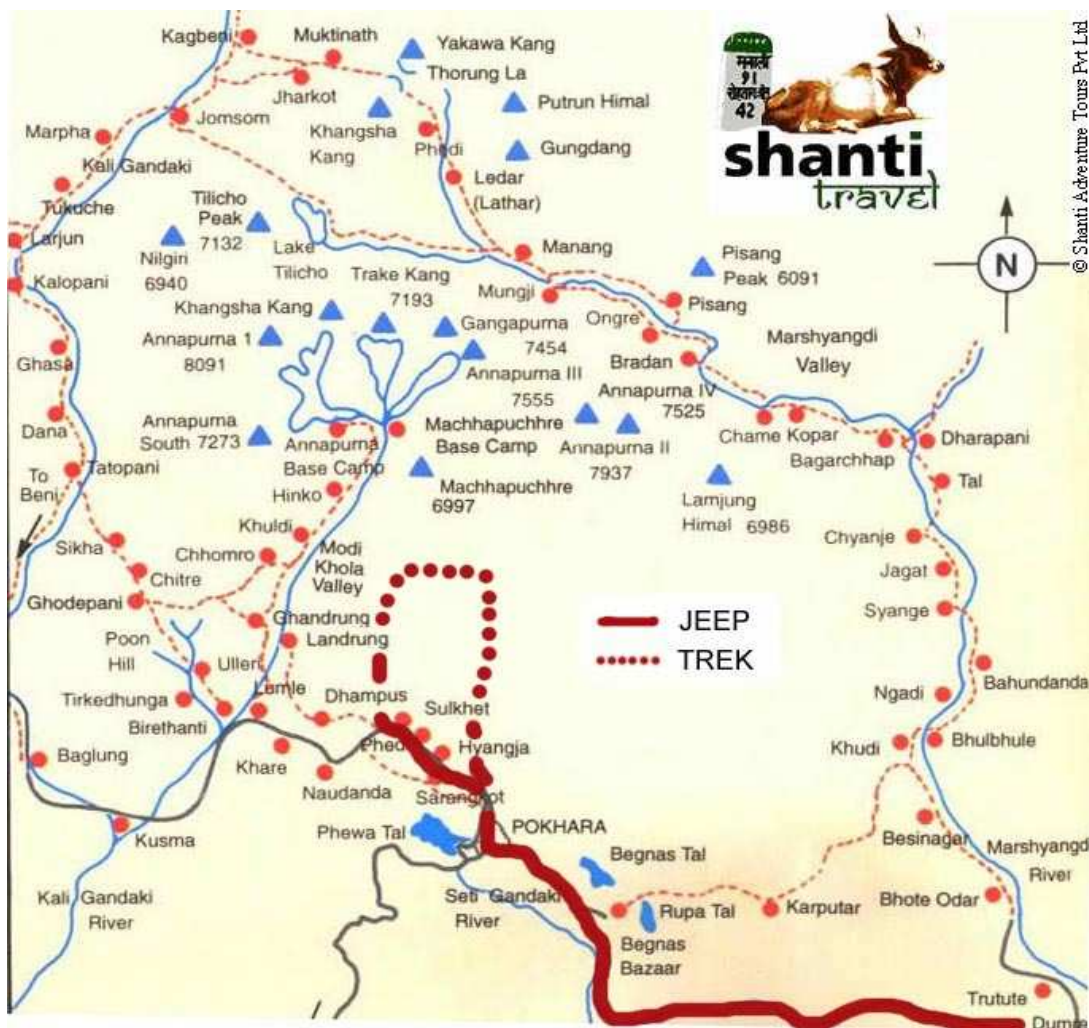 Kagbeni
Muktinath
Yakawa Kang
Thorung La
Jharkot
Putrun Himal
Jomsom
Khangsha
Kang
Phedi
Gungdang
Marpha
Kali Gandaki
Ledar
(Lathar)
Tukuche
Tilicho
Peak
7132
Larjun
Nilgiri
6940
Lake
Tilicho
Manang
Kalopani
Trake Kang
7193
Mungji
Pisang
Peak 6091
Pisang
Khangsha Kang
Ongre
Annapurna 1
8091
Gangapurna
7454
Marshyangdi
Valley
Ghasa
Bradan
Annapurna III
7555
Annapurna IV
7525
Dana
Annapurna
South 7273
Annapurna
Base Camp
Machhapuchhre
Base Camp
Annapurna II
7937
Chame Kopar
Bagarchhap
Dharapani
To
Beni
Tatopani
Hinko
Machhapuchhre
6997
Lamjung
Himal 6986
Tal
Sikha
Khuldi
Chhomro
Modi
Khola
Valley
Chyanje
Chitre
Jagat
Ghodepani
Ghandrung
Syange
Poon
Hill
Landrung
JEEP
TREK
Ulleri
Bahundanda
Tirkedhunga
Lumle
Dhampus
Sulkhet
Ngadi
Birethanti
Phedi
Hyangja
Khudi
Bhulbhule
Baglung
Khare
Naudanda
Sarangkot
Kusma
Phewa Tal
POKHARA
Besinagar
Begnas Tal
Marshyangd
River
Kali Gandaki
River
Seti Gandaki
River
Rupa Tal
Karputar
Bhote Odar
Begnas
Bazaar
Trutute
Dumre
N
मनाली
91
42
shanti
travel
© Shanti Adventure Tours Pvt Ltd